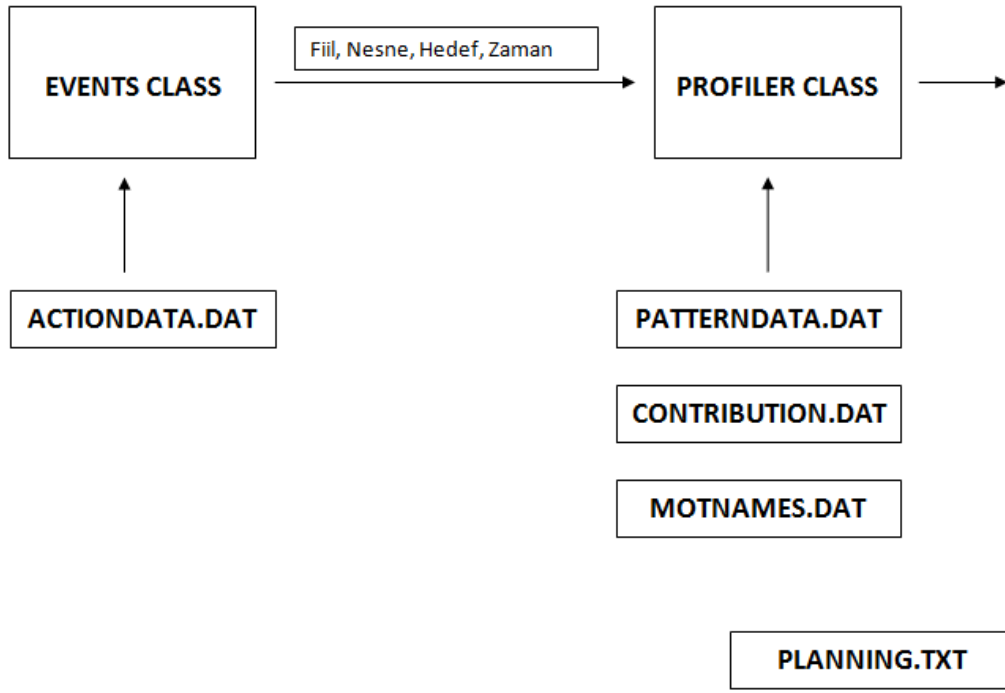 Fiil, Nesne, Hedef, Zaman
EVENTS CLASS
PROFILER CLASS
ACTIONDATA.DAT
PATTERNDATA.DAT
CONTRIBUTION.DAT
MOTNAMES.DAT
PLANNING.TXT